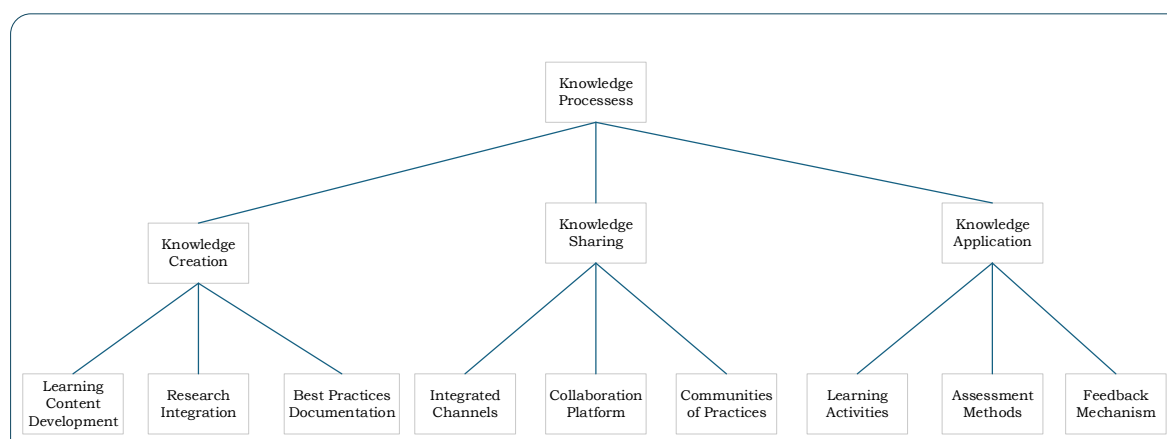 Knowledge
Processess
Knowledge
Creation
Knowledge
Sharing
Knowledge
Application
Learning
Content
Development
Research
Integration
Best Practices
Documentation
Integrated
Channels
Collaboration
Platform
Communities
of Practices
Learning
Activities
Assessment
Methods
Feedback
Mechanism